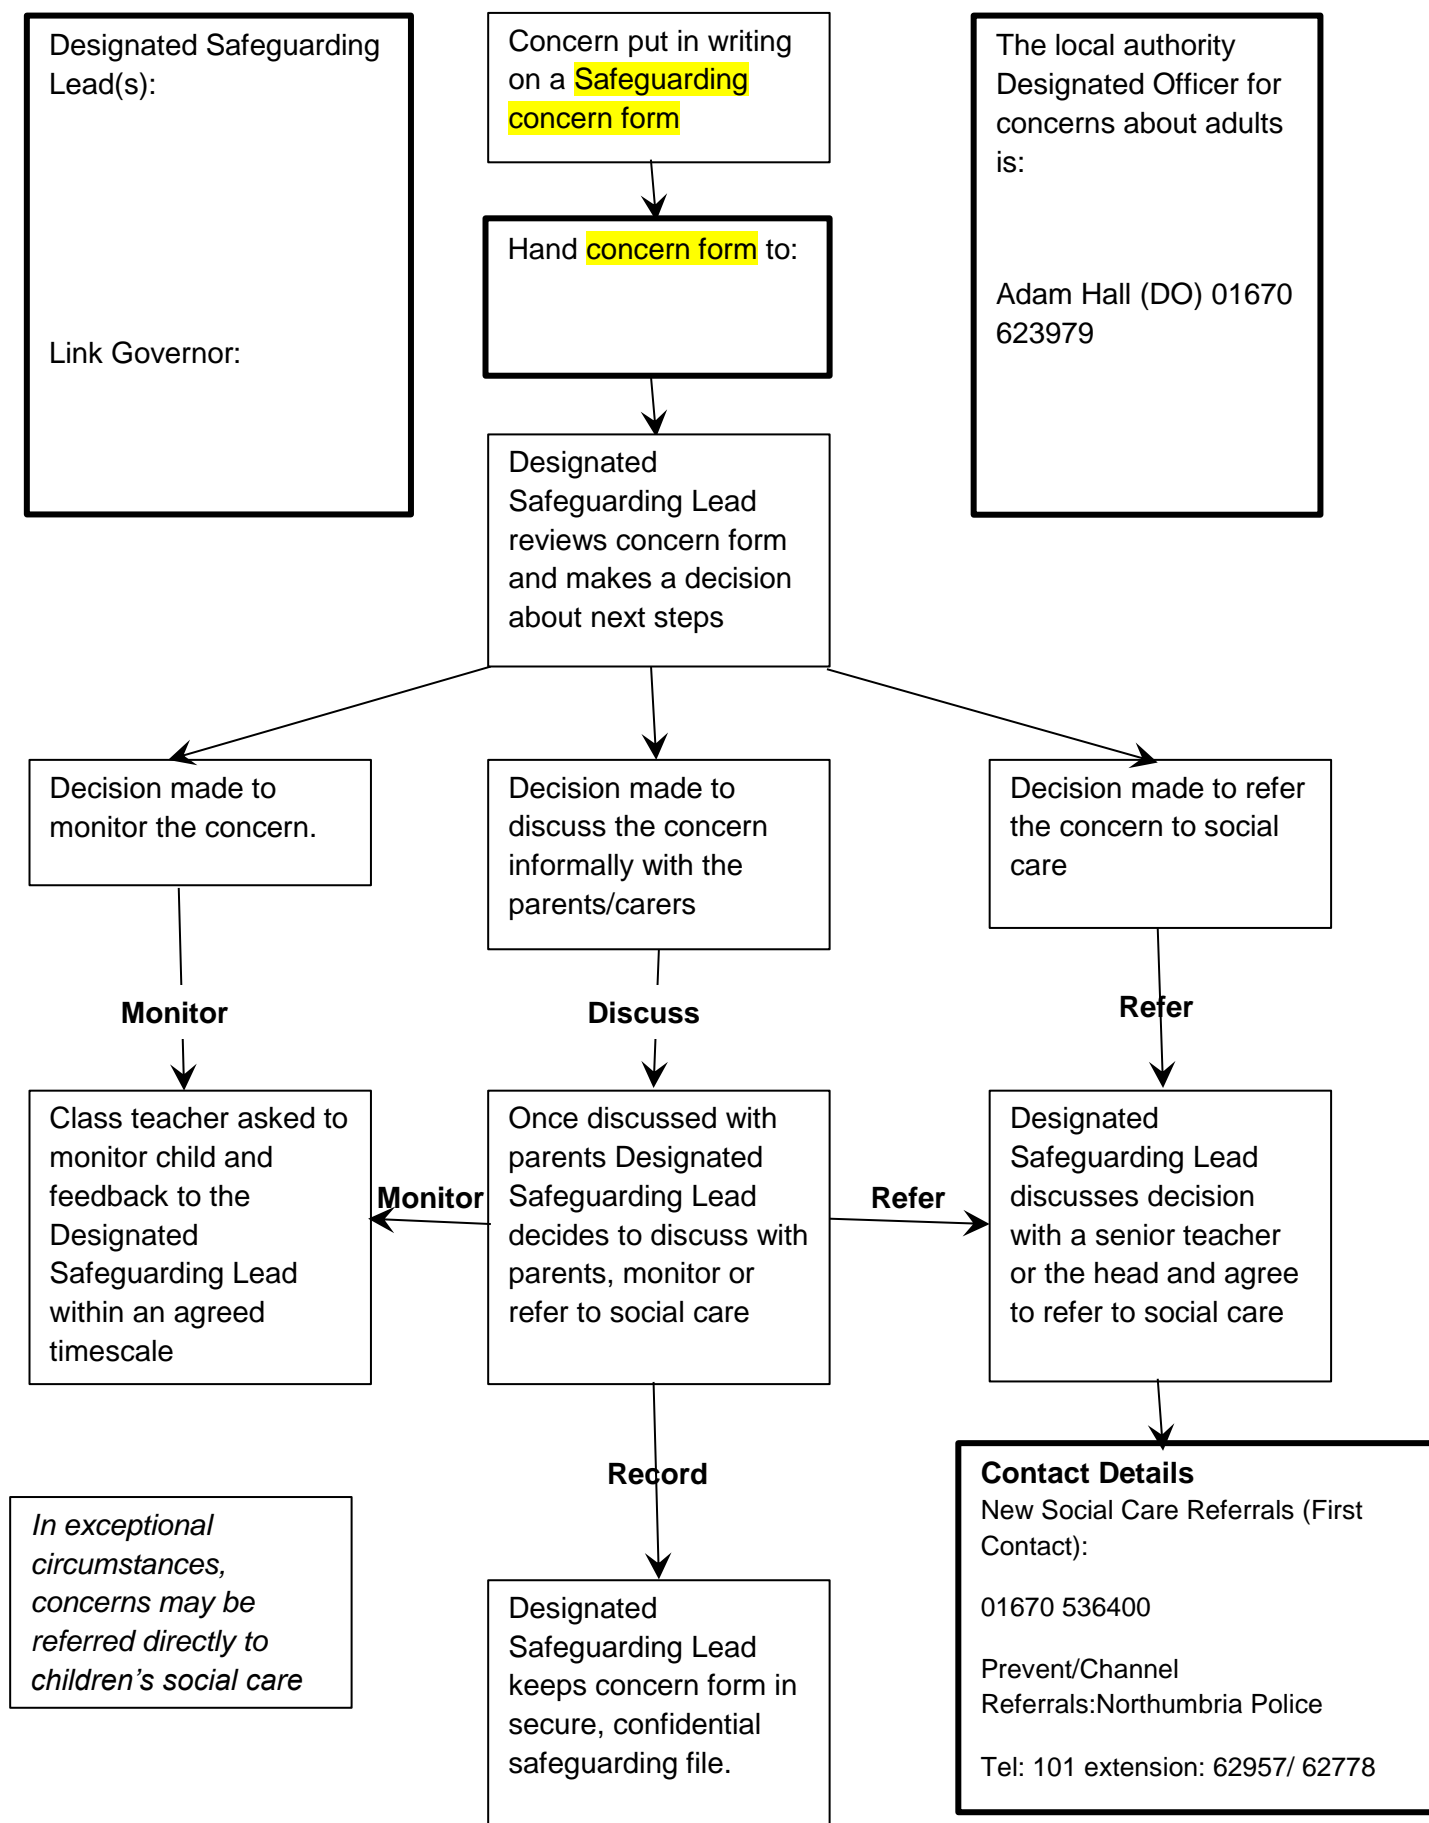 Designated Safeguarding
Lead(s):
Link Governor:
Concern put in writing
on a Safeguarding
concern form
Hand concern form to:
The local authority
Designated Officer for
concerns about adults
is:
Adam Hall (DO) 01670
623979
Designated
Safeguarding Lead
reviews concern form
and makes a decision
about next steps
Decision made to
monitor the concern.
Decision made to
discuss the concern
informally with the
parents/carers
Decision made to refer
the concern to social
care
Monitor
Discuss
Refer
Class teacher asked to
monitor child and
feedback to the
Designated
Safeguarding Lead
within an agreed
timescale
Monitor
Once discussed with
parents Designated
Safeguarding Lead
decides to discuss with
parents, monitor or
refer to social care
Refer
Designated
Safeguarding Lead
discusses decision
with a senior teacher
or the head and agree
to refer to social care
Record
In exceptional
circumstances,
concerns may be
referred directly to
children’s social care
Designated
Safeguarding Lead
keeps concern form in
secure, confidential
safeguarding file.
Contact Details
New Social Care Referrals (First
Contact):
01670 536400
Prevent/Channel
Referrals:Northumbria Police
Tel: 101 extension: 62957/ 62778